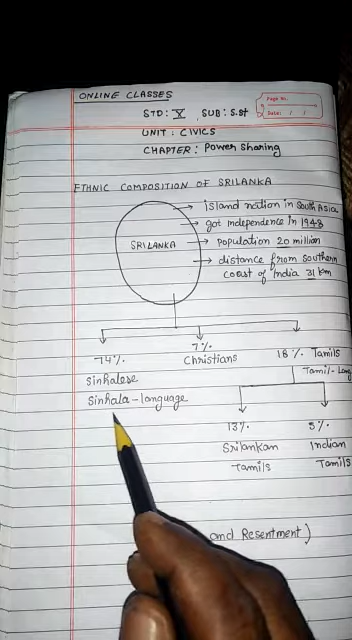 ONLINE CLASSES
Page No.
Date: / /
STD: X , SUB: S.St
UNIT: CIVICS
CHAPTER: Power Sharing
ETHNIC COMPOSITION OF SRILANKA
SRILANKA
island nation in South Asia
got independence in 1948
population 20 million
distance from southern
coast of India 31 km
74%.
Sinhalese
Sinhala-language
7%.
Christians
18%. Tamils
Tamil-Lang
13%.
Srilankan
Tamils
5%.
Indian
Tamils
and Resentment)